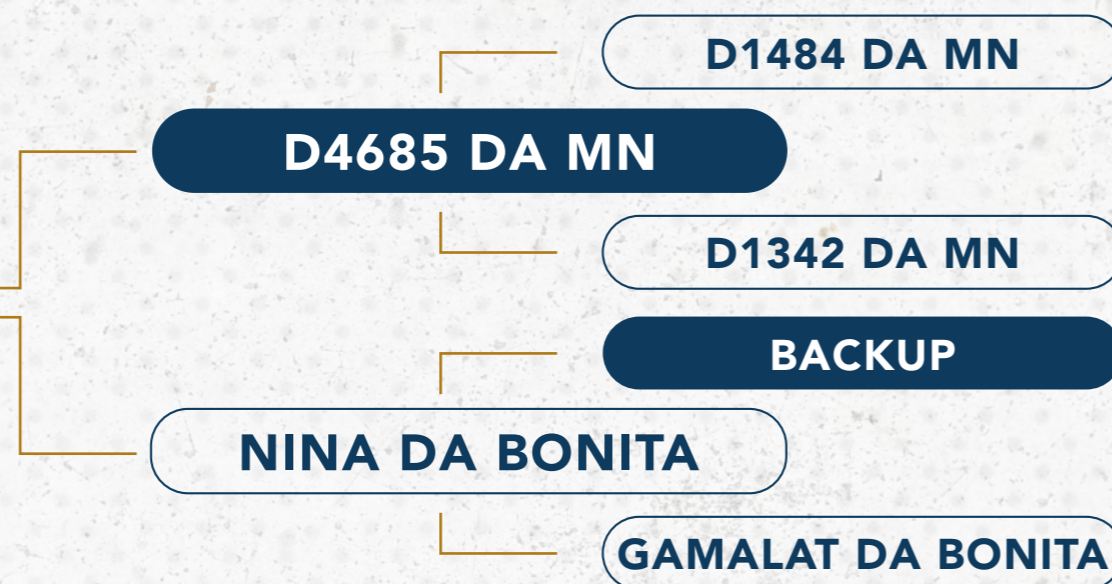 D1484 DA MN
D4685 DA MN
D1342 DA MN
BACKUP
NINA DA BONITA
GAMALAT DA BONITA